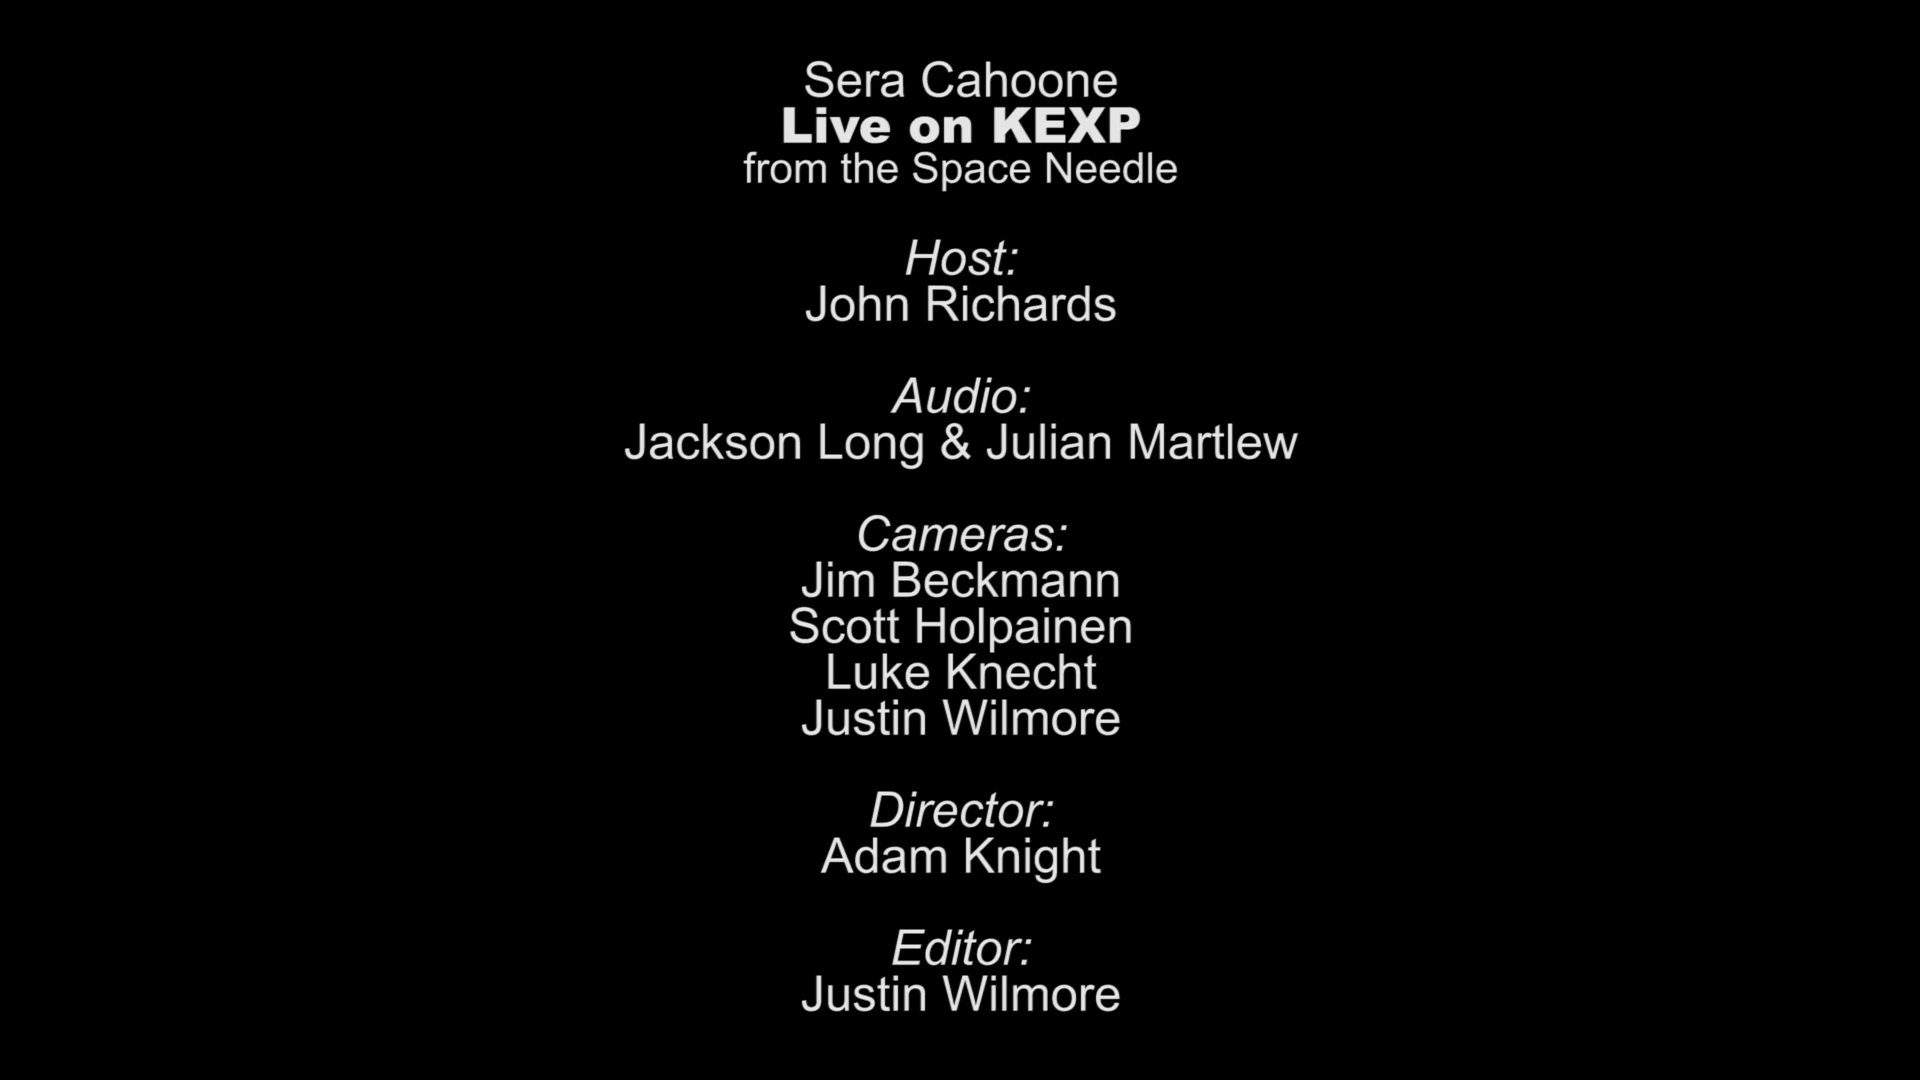 Sera Cahoone
Live on KEXP
from the Space Needle
Host:
John Richards
Audio:
Jackson Long & Julian Martlew
Cameras:
Jim Beckmann
Scott Holpainen
Luke Knecht
Justin Wilmore
Director:
Adam Knight
Editor:
Justin Wilmore